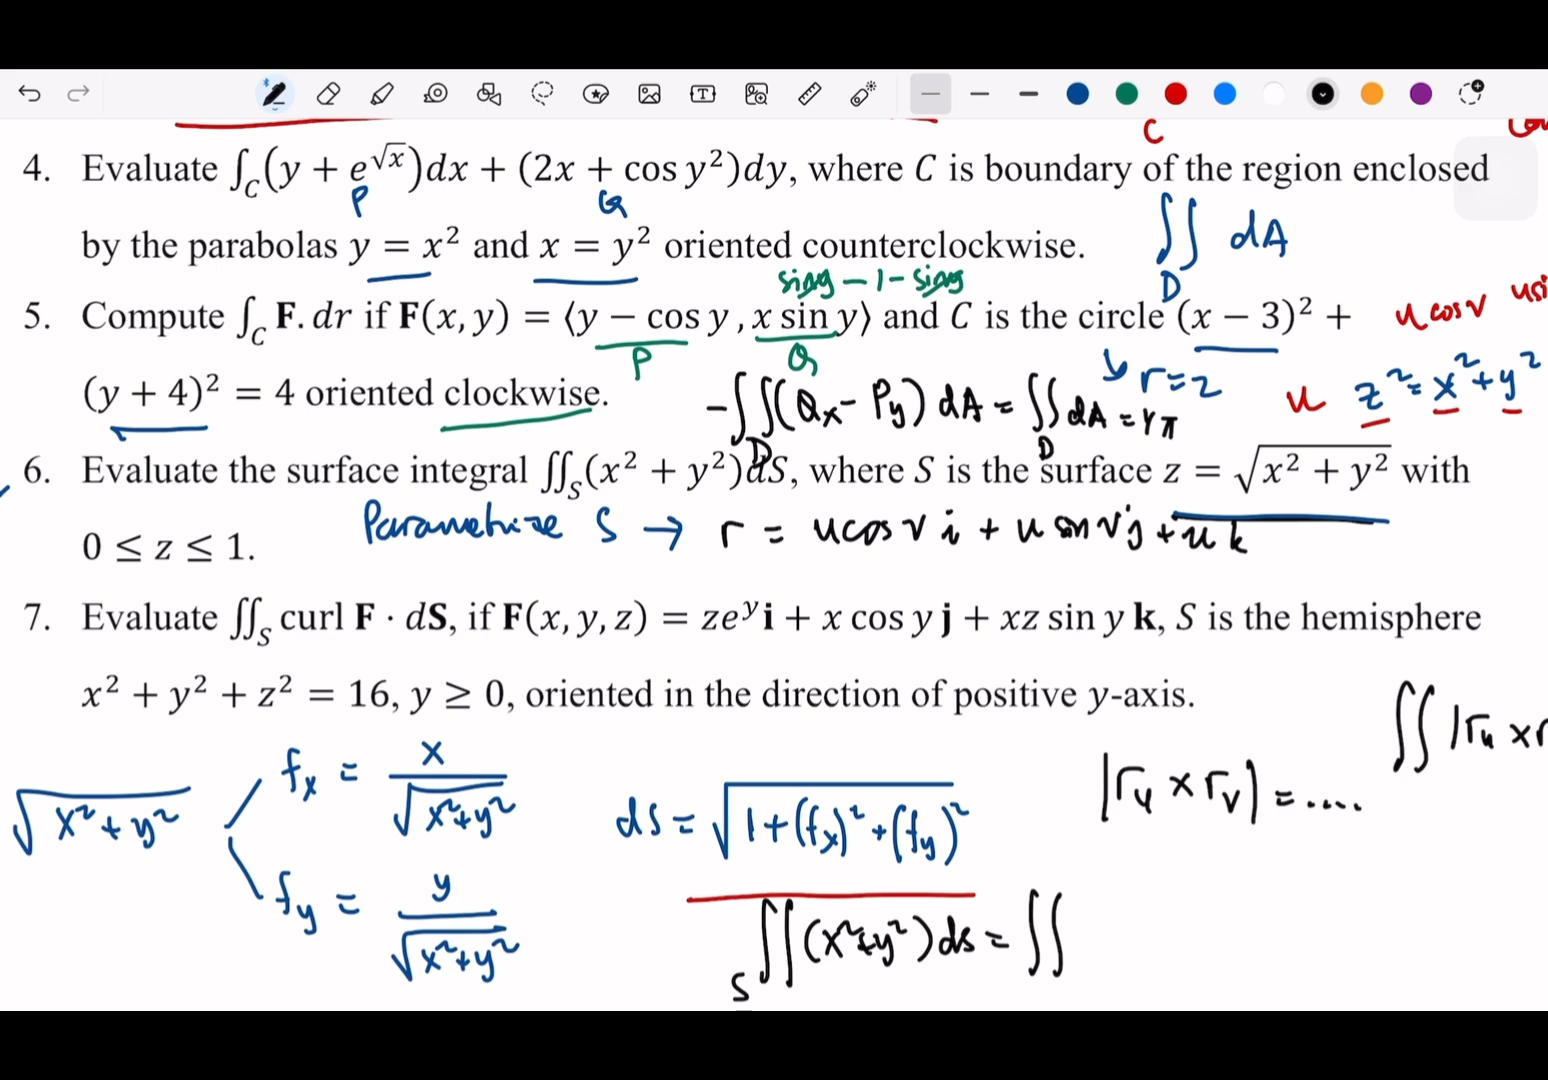 C
4. Evaluate ∫_C(y + e^{√x})dx + (2x + cos y²)dy, where C is boundary of the region enclosed
P Q
by the parabolas y = x² and x = y² oriented counterclockwise.
∬_D dA
siny − 1 − siny
5. Compute ∫_C F. dr if F(x, y) = ⟨y − cos y , x sin y⟩ and C is the circle (x − 3)² +
u cos v
P Q
r = 2
(y + 4)² = 4 oriented clockwise.
−∬_D(Q_x − P_y) dA = ∬_D dA = 4π
u z² = x² + y²
6. Evaluate the surface integral ∬_S(x² + y²)dS, where S is the surface z = √(x² + y²) with
0 ≤ z ≤ 1.
Parametrize S → r = u cos v i + u sin v j + u k
7. Evaluate ∬_S curl F · dS, if F(x, y, z) = ze^y i + x cos y j + xz sin y k, S is the hemisphere
x² + y² + z² = 16, y ≥ 0, oriented in the direction of positive y-axis.
∬ |r_u × r
√(x² + y²)
f_x = x/√(x² + y²)
f_y = y/√(x² + y²)
ds = √(1 + (f_x)² + (f_y)²)
|r_u × r_v| = ....
∬_S (x² + y²) ds = ∬